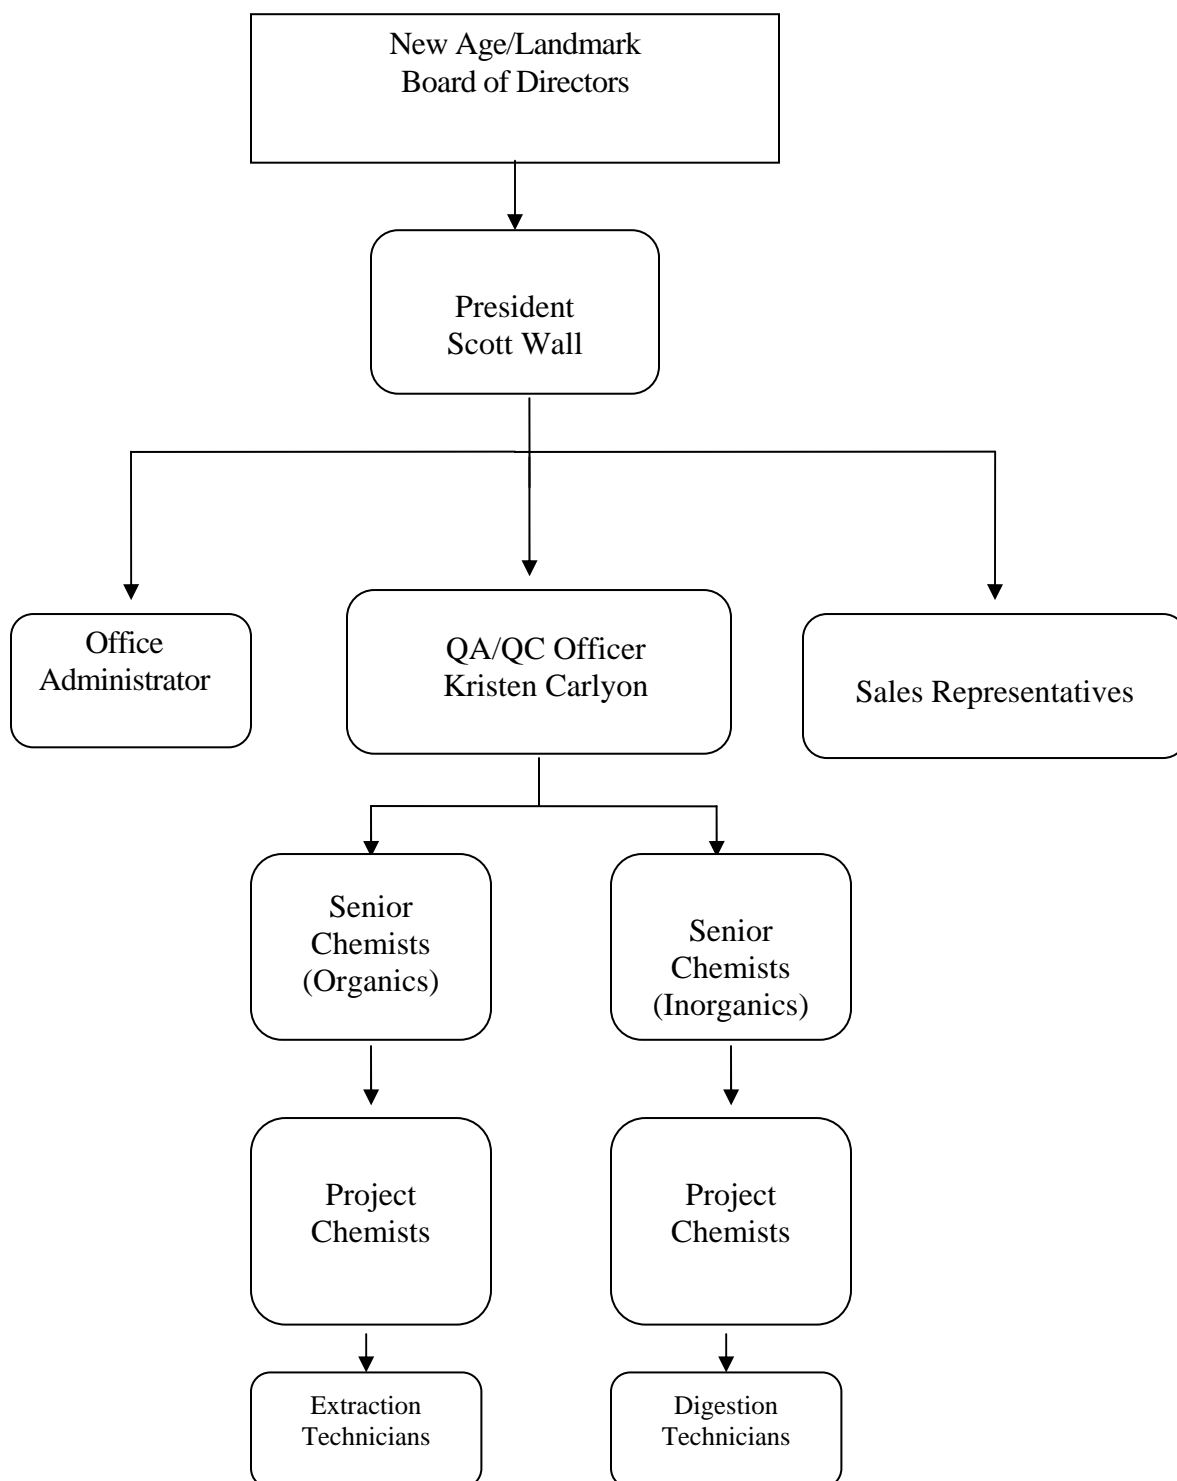 New Age/Landmark
Board of Directors
President
Scott Wall
Office
Administrator
QA/QC Officer
Kristen Carlyon
Sales Representatives
Senior
Chemists
(Organics)
Senior
Chemists
(Inorganics)
Project
Chemists
Project
Chemists
Extraction
Technicians
Digestion
Technicians